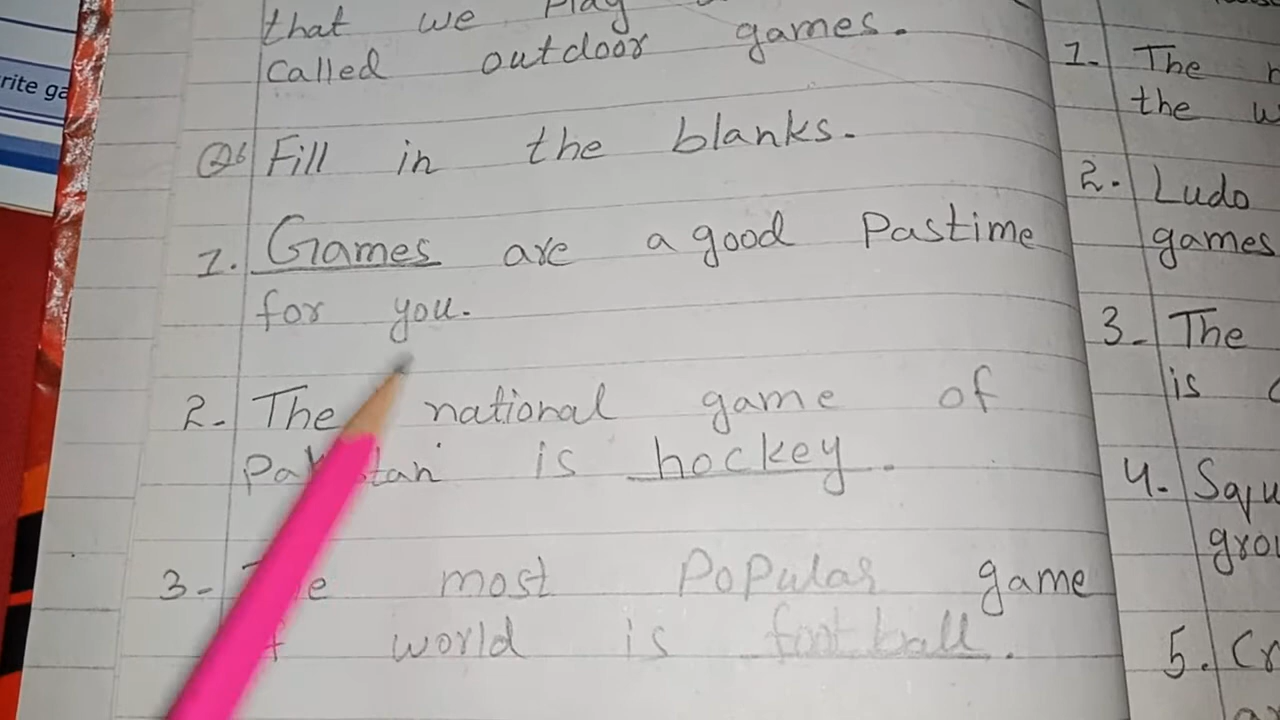 that we Play
called outdoor games.
Q6 Fill in the blanks.
1. Games are a good Pastime
for you.
2. The national game of
is hockey.
3- most Popular game
world is football.
rite ga
1. The
the
2. Ludo
games
3- The
is
4.
5.